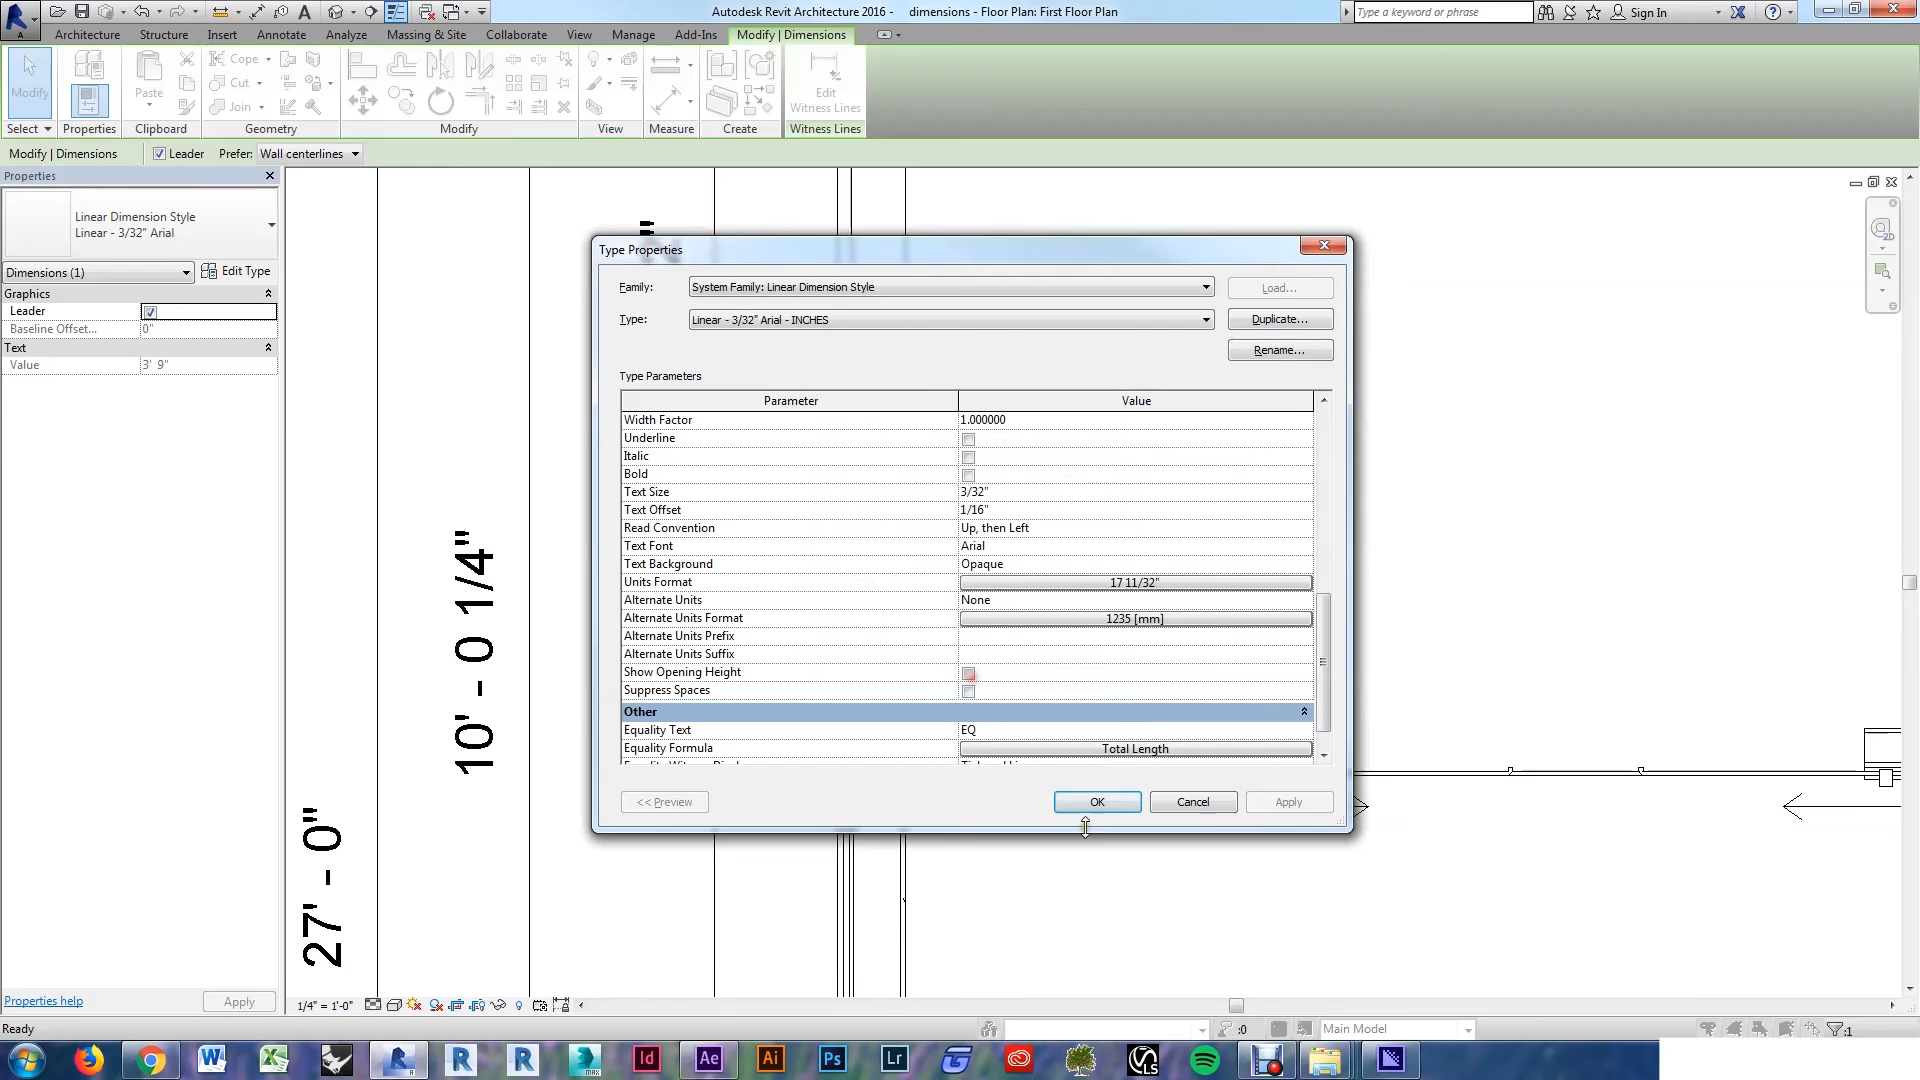 Autodesk Revit Architecture 2016 -    dimensions - Floor Plan: First Floor Plan
Type a keyword or phrase
Sign In
Architecture Structure Insert Annotate Analyze Massing & Site Collaborate View Manage Add-Ins Modify | Dimensions
Modify
Paste
Cope
Cut
Join
Edit
Witness Lines
Select Properties Clipboard Geometry Modify View Measure Create Witness Lines
Modify | Dimensions Leader Prefer: Wall centerlines
Properties
Linear Dimension Style
Linear - 3/32" Arial
Dimensions (1) Edit Type
Graphics
Leader
Baseline Offset... 0"
Text
Value 3' 9"
Properties help Apply
10' - 0 1/4"
27' - 0"
Type Properties
Family: System Family: Linear Dimension Style Load...
Type: Linear - 3/32" Arial - INCHES Duplicate...
Rename...
Type Parameters
Parameter Value
Width Factor 1.000000
Underline
Italic
Bold
Text Size 3/32"
Text Offset 1/16"
Read Convention Up, then Left
Text Font Arial
Text Background Opaque
Units Format 17 11/32"
Alternate Units None
Alternate Units Format 1235 [mm]
Alternate Units Prefix
Alternate Units Suffix
Show Opening Height
Suppress Spaces
Other
Equality Text EQ
Equality Formula Total Length
<< Preview OK Cancel Apply
1/4" = 1'-0"
Ready :0 Main Model :1
W X R R MAX Id Ae Ai Ps Lr G VLS